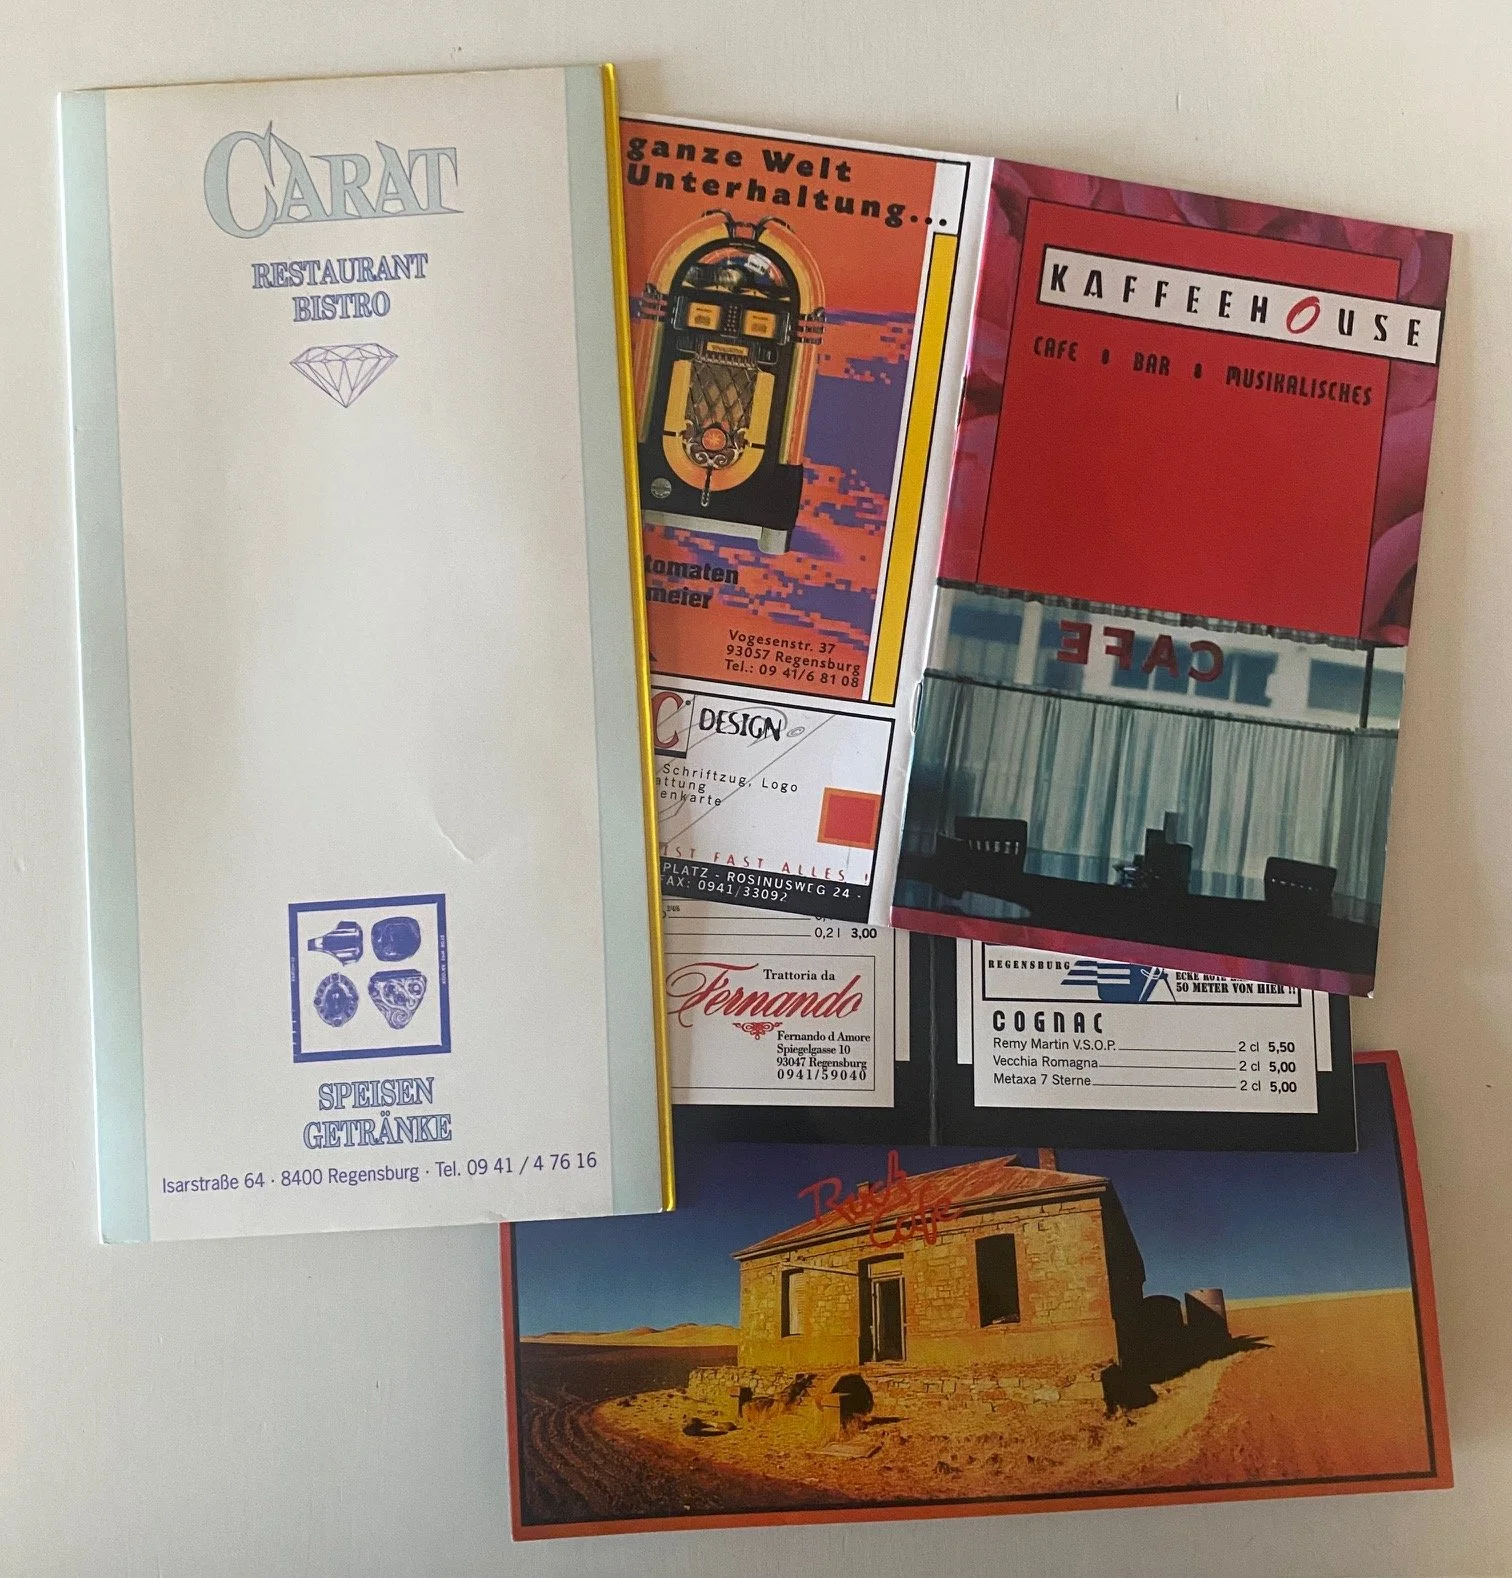 CARAT
RESTAURANT
BISTRO
SPEISEN
GETRÄNKE
Isarstraße 64 · 8400 Regensburg · Tel. 09 41 / 4 76 16
ganze Welt
Unterhaltung...
tomaten
meier
Vogesenstr. 37
93057 Regensburg
Tel.: 09 41/6 81 08
C DESIGN ©
Schriftzug, Logo
attung
enkarte
IST FAST ALLES !
PLATZ - ROSINUSWEG 24 -
FAX: 0941/33092
0,2 l 3,00
Trattoria da
Fernando
Fernando d Amore
Spiegelgasse 10
93047 Regensburg
0941/59040
KAFFEEHOUSE
CAFE • BAR • MUSIKALISCHES
CAFE
REGENSBURG
50 METER VON HIER !!
COGNAC
Remy Martin V.S.O.P. 2 cl 5,50
Vecchia Romagna 2 cl 5,00
Metaxa 7 Sterne 2 cl 5,00
Rush
Cafe